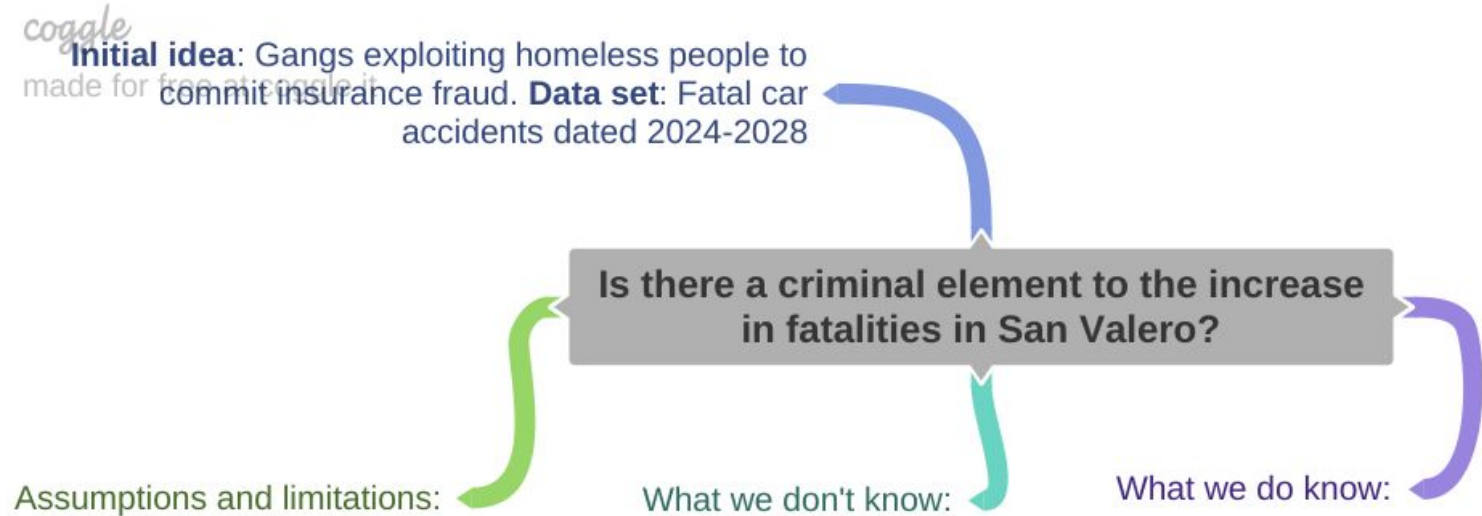 coggle
made for free at coggle.it
Initial idea: Gangs exploiting homeless people to
commit insurance fraud. Data set: Fatal car
accidents dated 2024-2028
Is there a criminal element to the increase
in fatalities in San Valero?
Assumptions and limitations:
What we don't know:
What we do know: